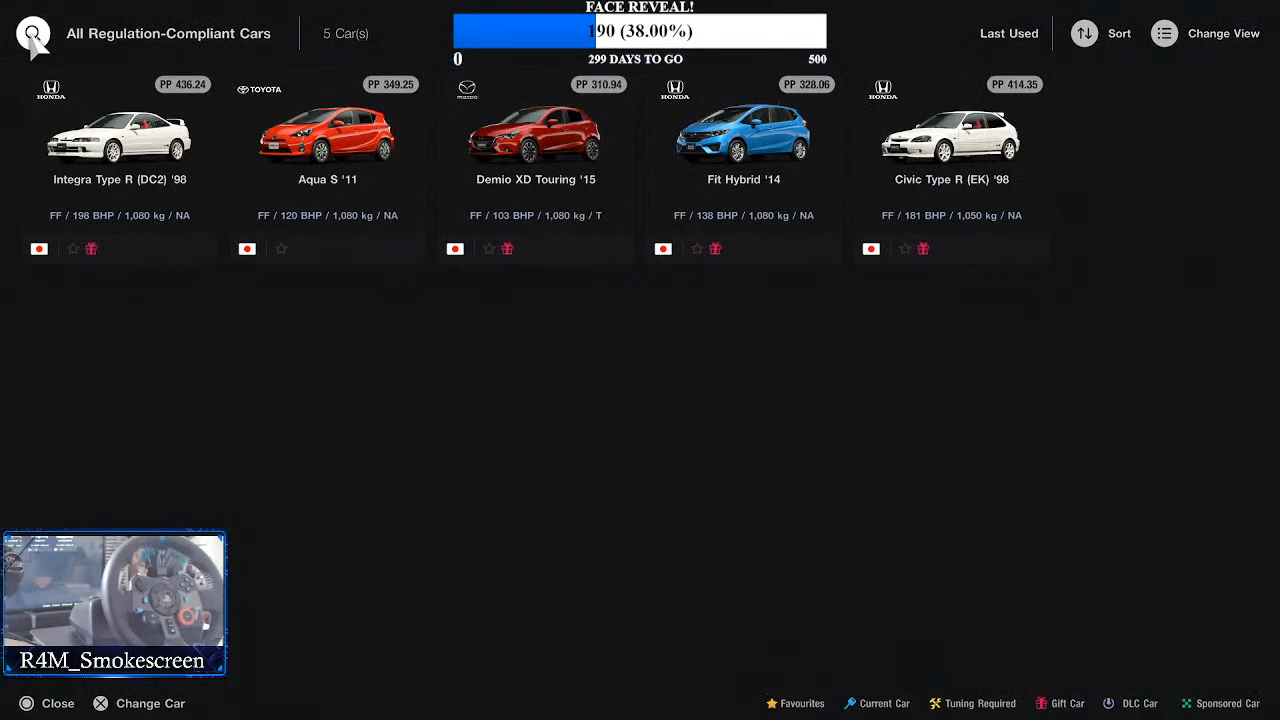 FACE REVEAL!
All Regulation-Compliant Cars
5 Car(s)
190 (38.00%)
0
299 DAYS TO GO
500
Last Used
Sort
Change View
HONDA
PP 436.24
TOYOTA
PP 349.25
mazda
PP 310.94
HONDA
PP 328.06
HONDA
PP 414.35
Integra Type R (DC2) '98
Aqua S '11
Demio XD Touring '15
Fit Hybrid '14
Civic Type R (EK) '98
FF / 198 BHP / 1,080 kg / NA
FF / 120 BHP / 1,080 kg / NA
FF / 103 BHP / 1,080 kg / T
FF / 138 BHP / 1,080 kg / NA
FF / 181 BHP / 1,050 kg / NA
R4M_Smokescreen
Close
Change Car
Favourites
Current Car
Tuning Required
Gift Car
DLC Car
Sponsored Car